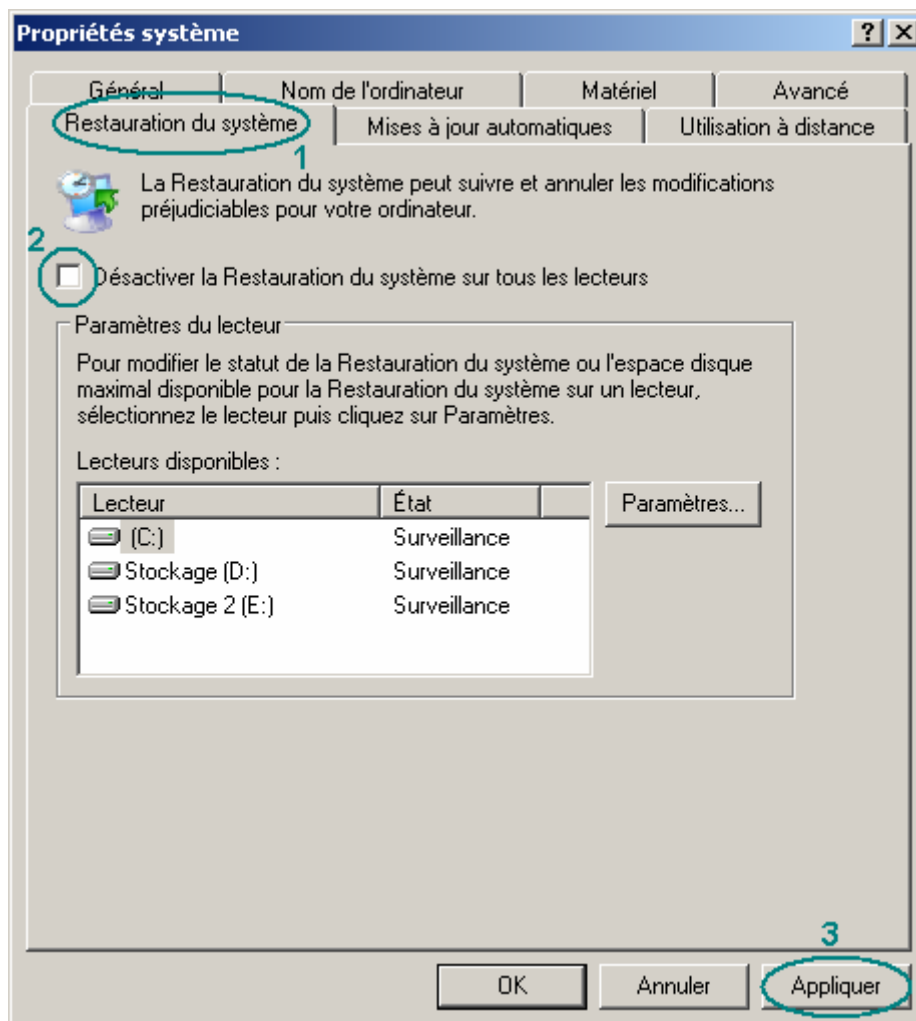 Propriétés système
Général
Nom de l'ordinateur
Matériel
Avancé
Restauration du système
Mises à jour automatiques
Utilisation à distance
1
La Restauration du système peut suivre et annuler les modifications
préjudiciables pour votre ordinateur.
2
Désactiver la Restauration du système sur tous les lecteurs
Paramètres du lecteur
Pour modifier le statut de la Restauration du système ou l'espace disque
maximal disponible pour la Restauration du système sur un lecteur,
sélectionnez le lecteur puis cliquez sur Paramètres.
Lecteurs disponibles :
Lecteur État
Paramètres...
(C:) Surveillance
Stockage (D:) Surveillance
Stockage 2 (E:) Surveillance
3
OK
Annuler
Appliquer